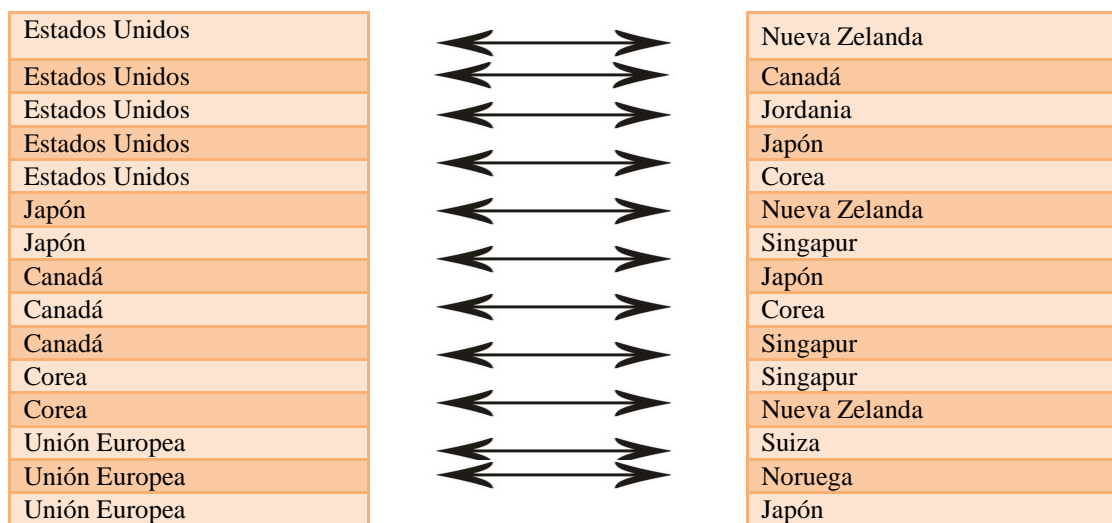 Estados Unidos Nueva Zelanda
Estados Unidos Canadá
Estados Unidos Jordania
Estados Unidos Japón
Estados Unidos Corea
Japón Nueva Zelanda
Japón Singapur
Canadá Japón
Canadá Corea
Canadá Singapur
Corea Singapur
Corea Nueva Zelanda
Unión Europea Suiza
Unión Europea Noruega
Unión Europea Japón